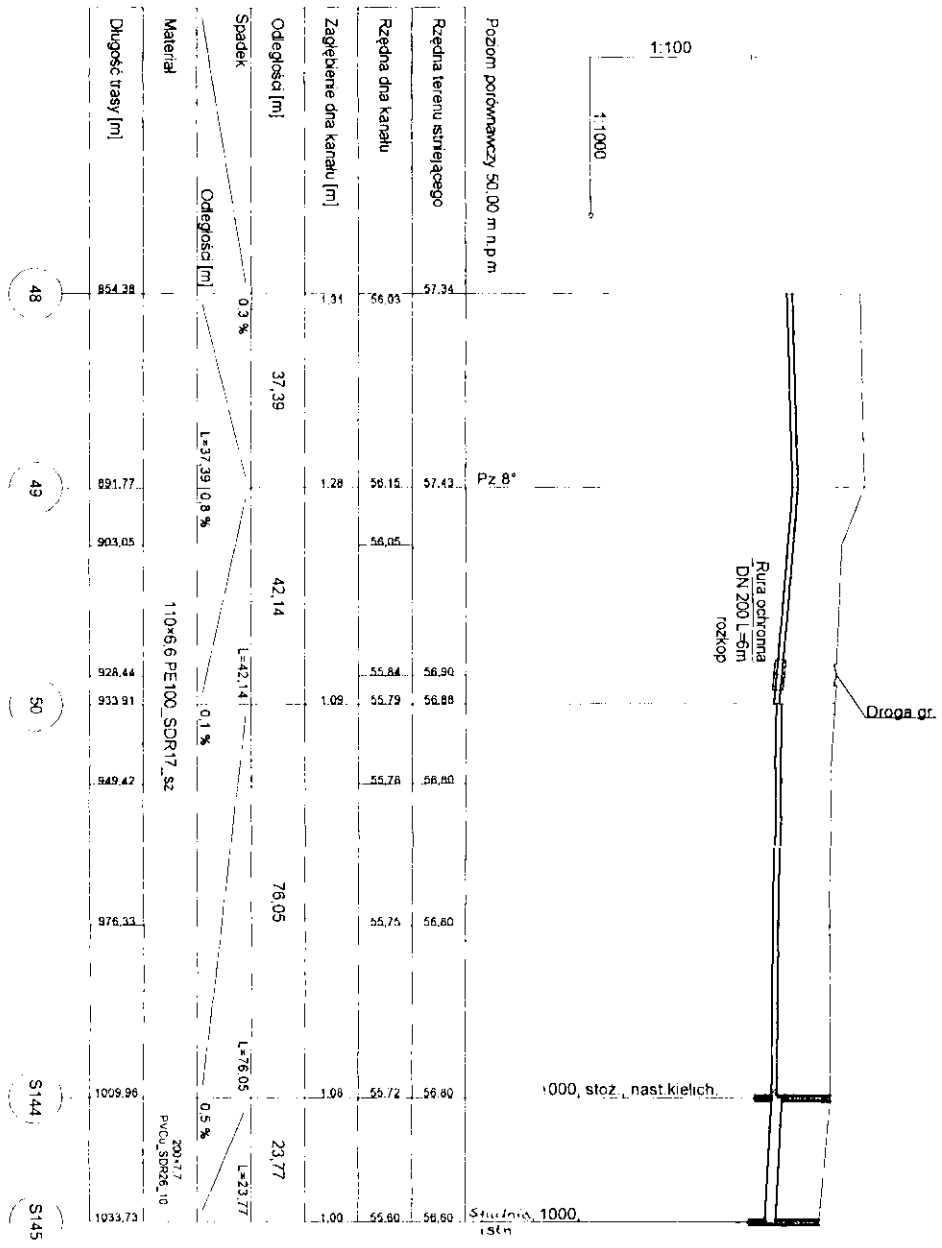 1:100
1:1000
Rura ochronna
DN 200 L=6m
rozkop
Droga gr.
Pz 8°
1000, stoż., nast.kielich.
Studnia 1000,
istn
Poziom porównawczy 50.00 m n.p.m
Rzędna terenu istniejącego 57.34 57.43 56,90 56.88 56,80 56,80 56,80 56,60
Rzędna dna kanału 56,03 56.15 56,05 55,84 55.79 55,78 55,75 55,72 55,60
Zagłębienie dna kanału [m] 1,31 1.28 1.09 1.08 1,00
Odległości [m] 37,39 42,14 76,05 23,77
Spadek 0.3 % L=42,14 L=76,05 L=23,77
Odległości [m] L=37,39 0,8 % 0,1 % 0,5 %
Materiał 110×6,6 PE100_SDR17_sz 200×7.7
PVCu_SDR26_10
Długość trasy [m] 854.38 891.77 903,05 928,44 933 91 949,42 976,33 1009,96 1033,73
48 49 50 S144 S145